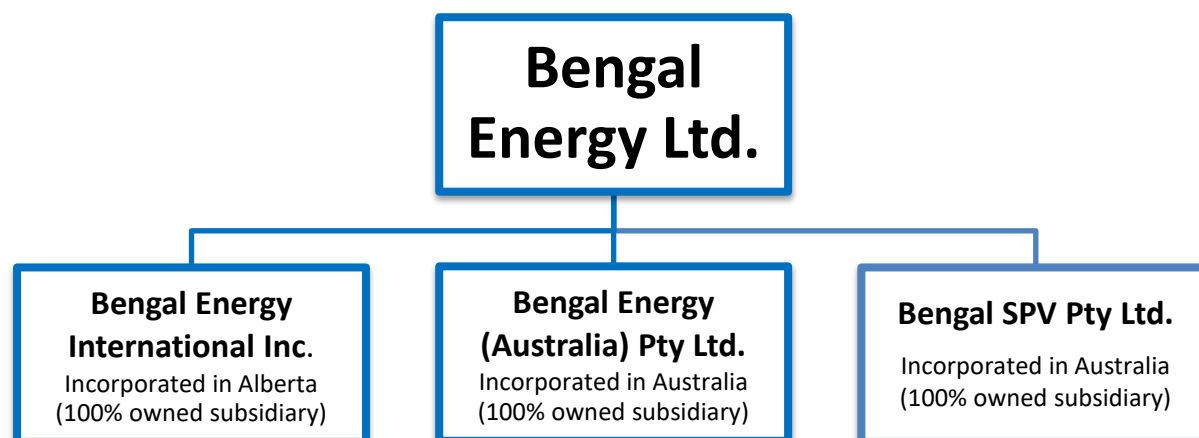 Bengal
Energy Ltd.
Bengal Energy
International Inc.
Incorporated in Alberta
(100% owned subsidiary)
Bengal Energy
(Australia) Pty Ltd.
Incorporated in Australia
(100% owned subsidiary)
Bengal SPV Pty Ltd.
Incorporated in Australia
(100% owned subsidiary)